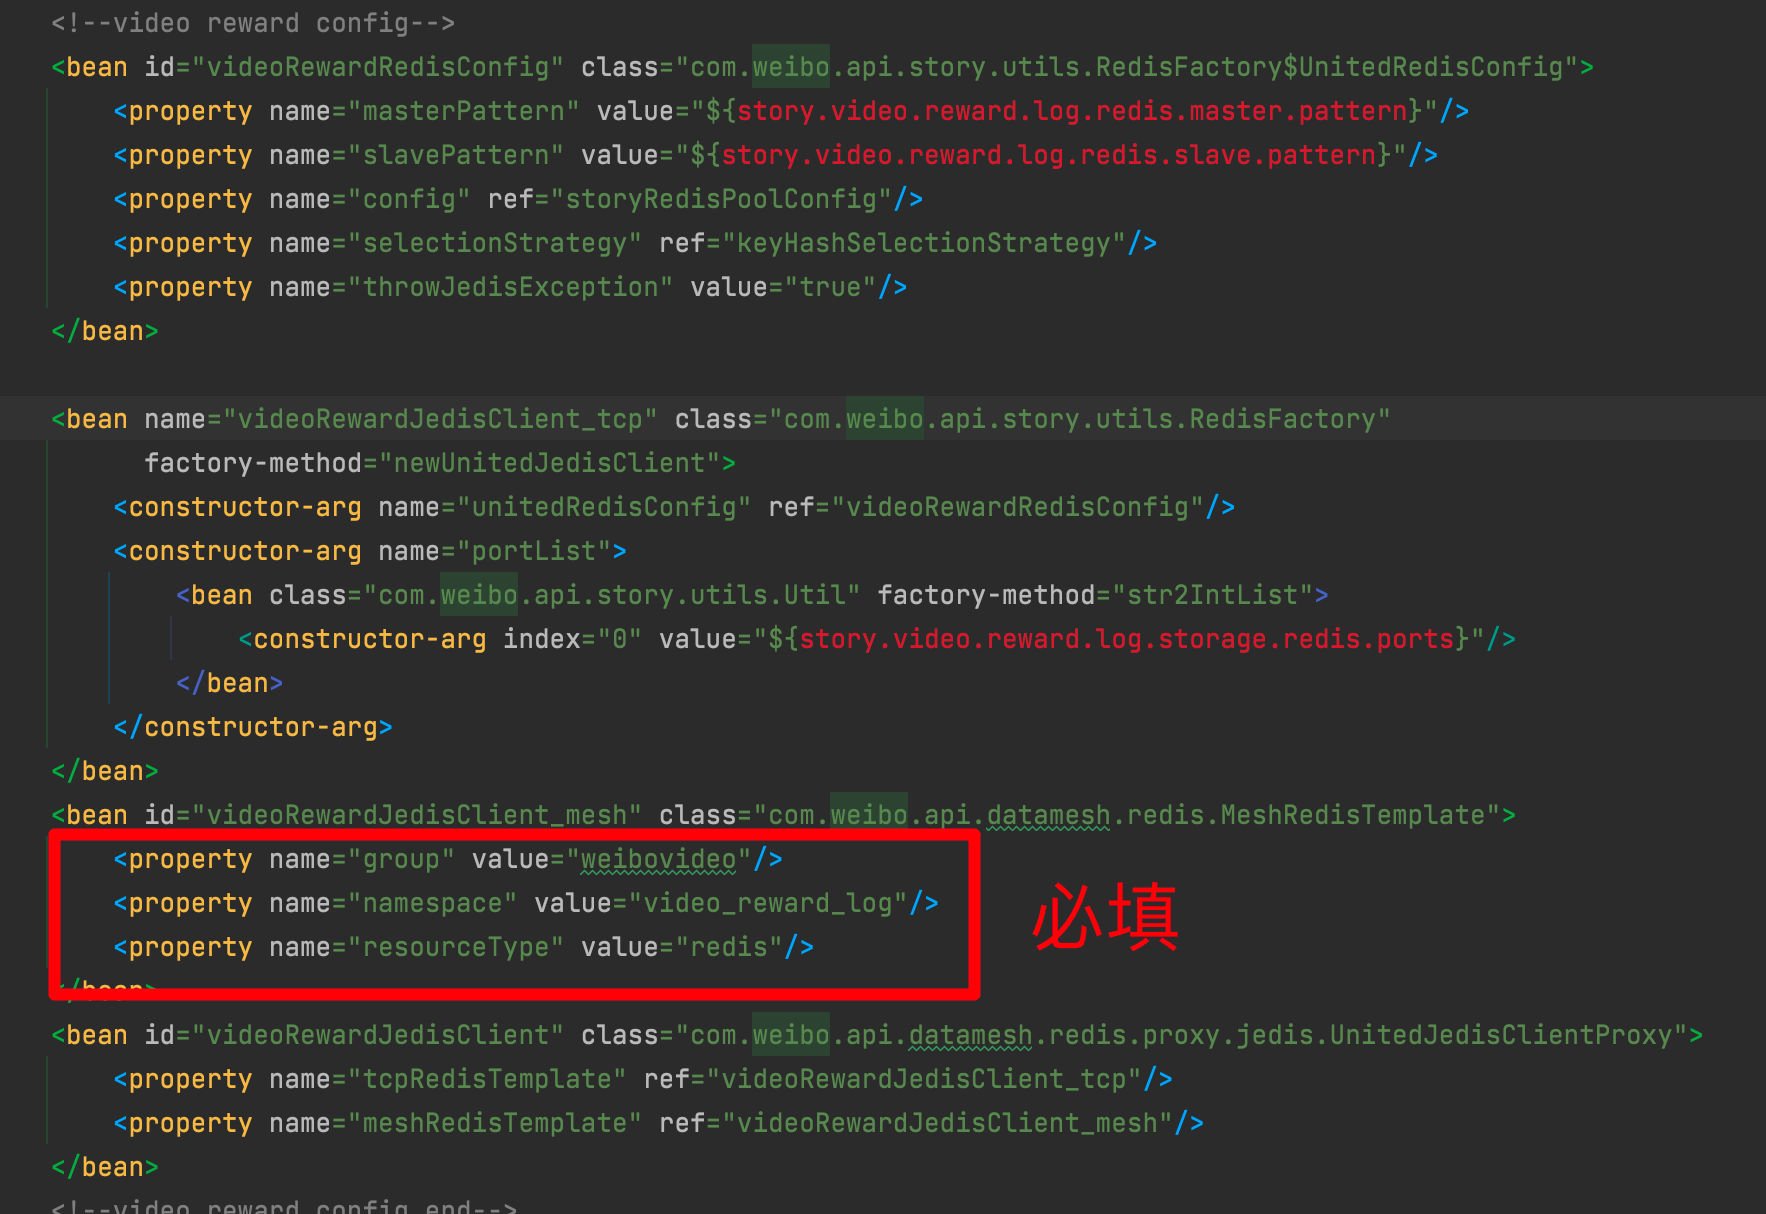 <!--video reward config-->
<bean id="videoRewardRedisConfig" class="com.weibo.api.story.utils.RedisFactory$UnitedRedisConfig">
<property name="masterPattern" value="${story.video.reward.log.redis.master.pattern}"/>
<property name="slavePattern" value="${story.video.reward.log.redis.slave.pattern}"/>
<property name="config" ref="storyRedisPoolConfig"/>
<property name="selectionStrategy" ref="keyHashSelectionStrategy"/>
<property name="throwJedisException" value="true"/>
</bean>
<bean name="videoRewardJedisClient_tcp" class="com.weibo.api.story.utils.RedisFactory"
factory-method="newUnitedJedisClient">
<constructor-arg name="unitedRedisConfig" ref="videoRewardRedisConfig"/>
<constructor-arg name="portList">
<bean class="com.weibo.api.story.utils.Util" factory-method="str2IntList">
<constructor-arg index="0" value="${story.video.reward.log.storage.redis.ports}"/>
</bean>
</constructor-arg>
</bean>
<bean id="videoRewardJedisClient_mesh" class="com.weibo.api.datamesh.redis.MeshRedisTemplate">
<property name="group" value="weibovideo"/>
<property name="namespace" value="video_reward_log"/>
<property name="resourceType" value="redis"/>
必填
</bean>
<bean id="videoRewardJedisClient" class="com.weibo.api.datamesh.redis.proxy.jedis.UnitedJedisClientProxy">
<property name="tcpRedisTemplate" ref="videoRewardJedisClient_tcp"/>
<property name="meshRedisTemplate" ref="videoRewardJedisClient_mesh"/>
</bean>
<!--video reward config end-->